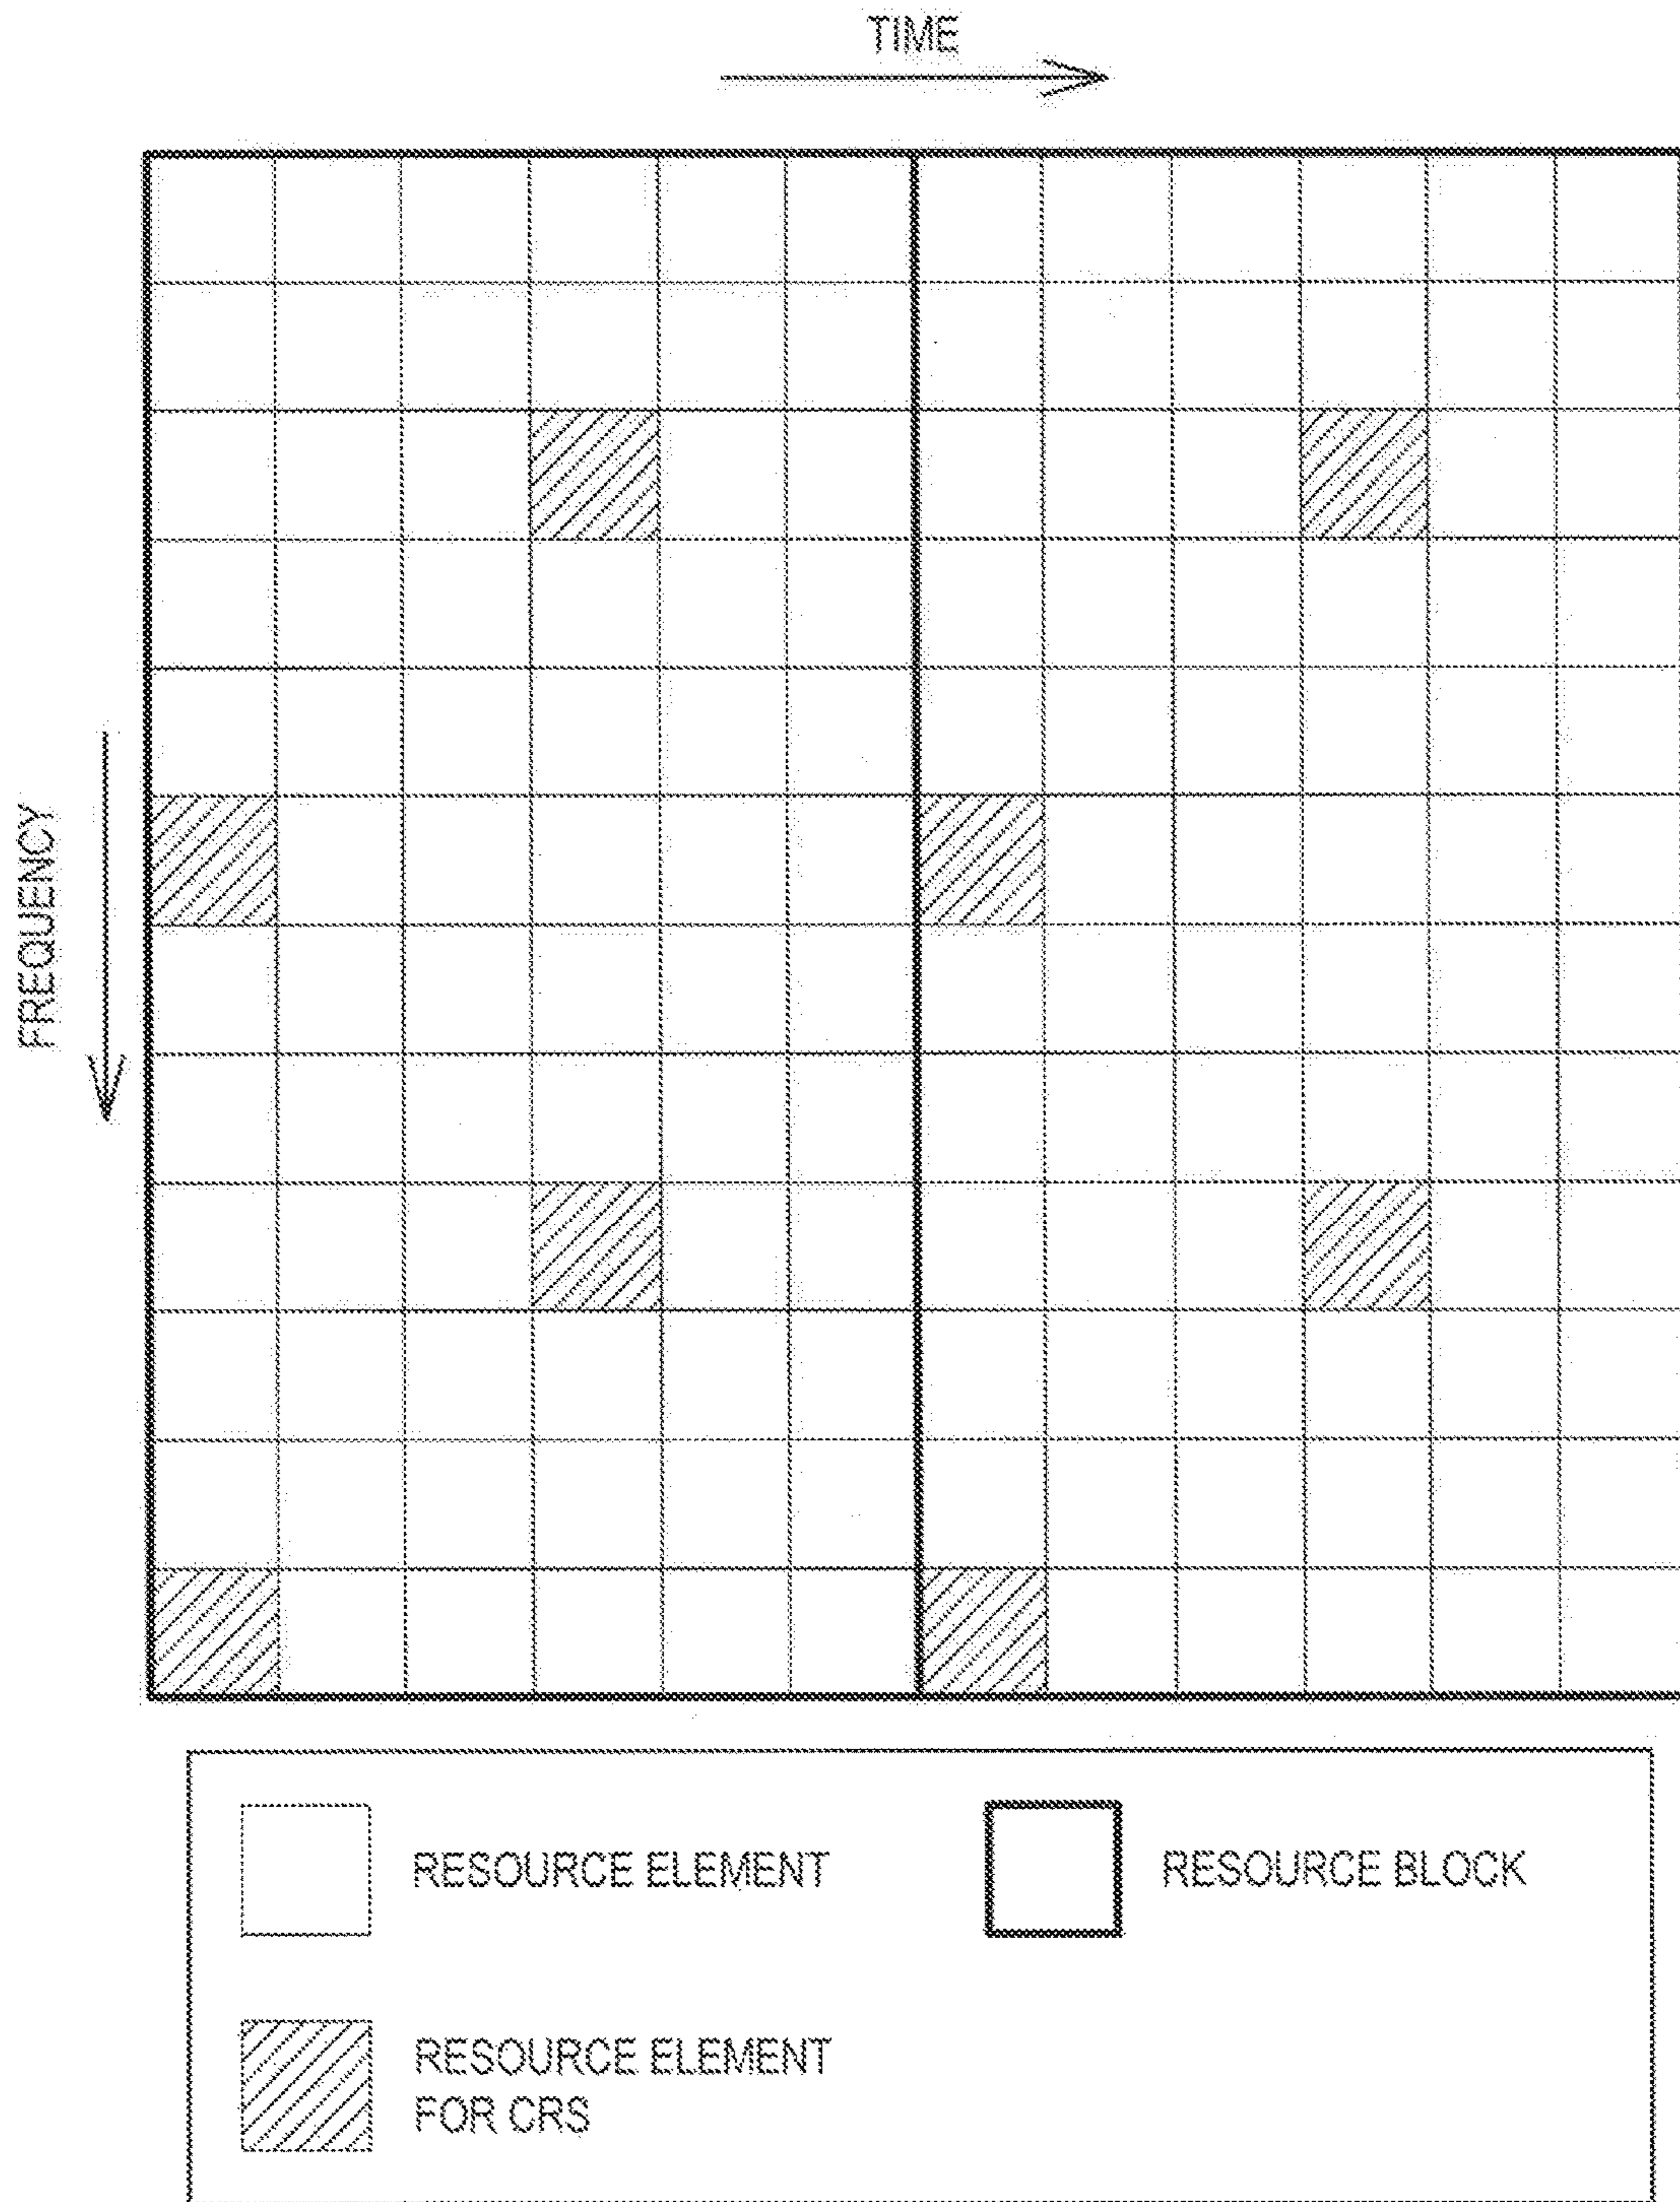 TIME
FREQUENCY
RESOURCE ELEMENT
RESOURCE BLOCK
RESOURCE ELEMENT
FOR CRS